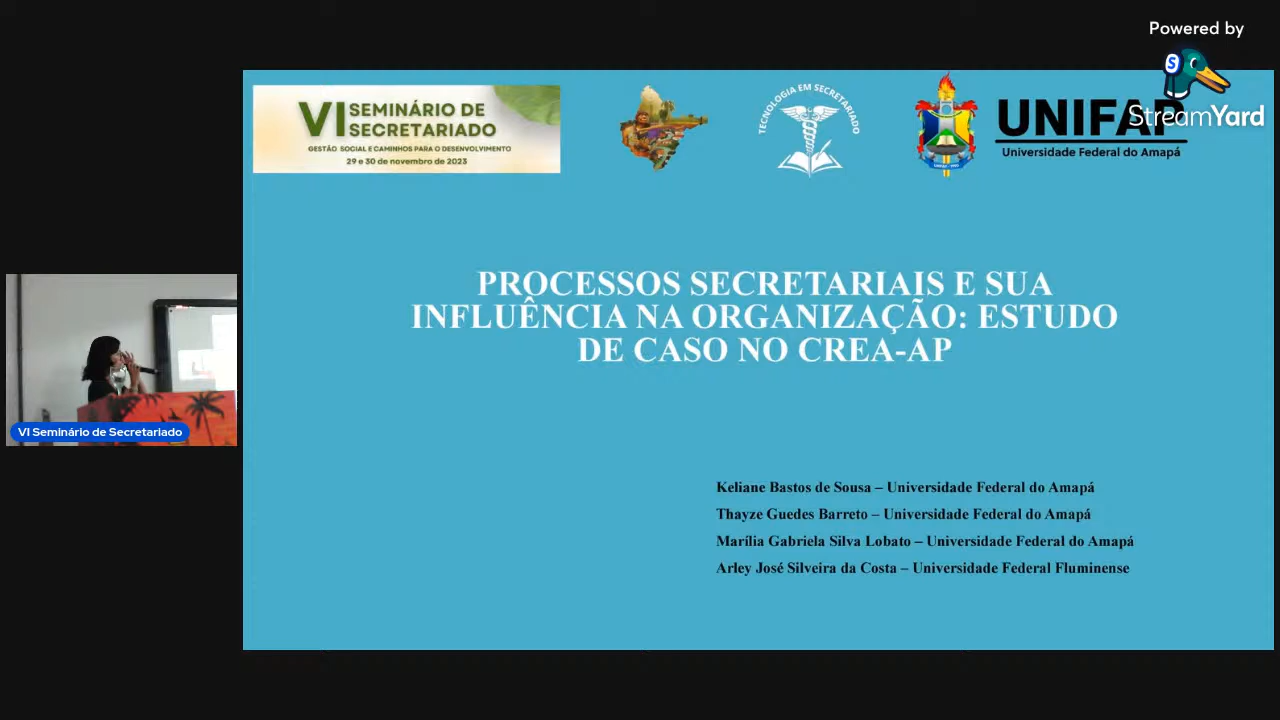 Powered by
StreamYard
VI SEMINÁRIO DE
SECRETARIADO
GESTÃO SOCIAL E CAMINHOS PARA O DESENVOLVIMENTO
29 e 30 de novembro de 2023
TECNOLOGIA EM SECRETARIADO
UNIFAP
Universidade Federal do Amapá
PROCESSOS SECRETARIAIS E SUA
INFLUÊNCIA NA ORGANIZAÇÃO: ESTUDO
DE CASO NO CREA-AP
VI Seminário de Secretariado
Keliane Bastos de Sousa – Universidade Federal do Amapá
Thayze Guedes Barreto – Universidade Federal do Amapá
Marília Gabriela Silva Lobato – Universidade Federal do Amapá
Arley José Silveira da Costa – Universidade Federal Fluminense